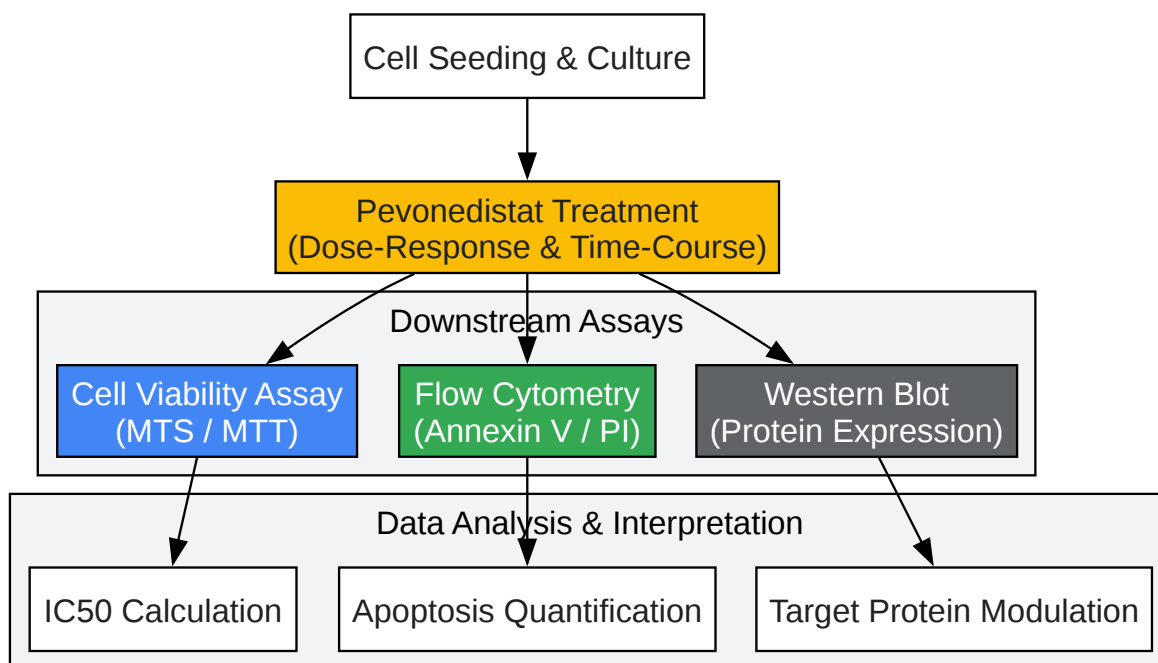 Cell Seeding & Culture
Pevonedistat Treatment
(Dose-Response & Time-Course)
Downstream Assays
Cell Viability Assay
(MTS / MTT)
Flow Cytometry
(Annexin V / PI)
Western Blot
(Protein Expression)
Data Analysis & Interpretation
IC50 Calculation
Apoptosis Quantification
Target Protein Modulation